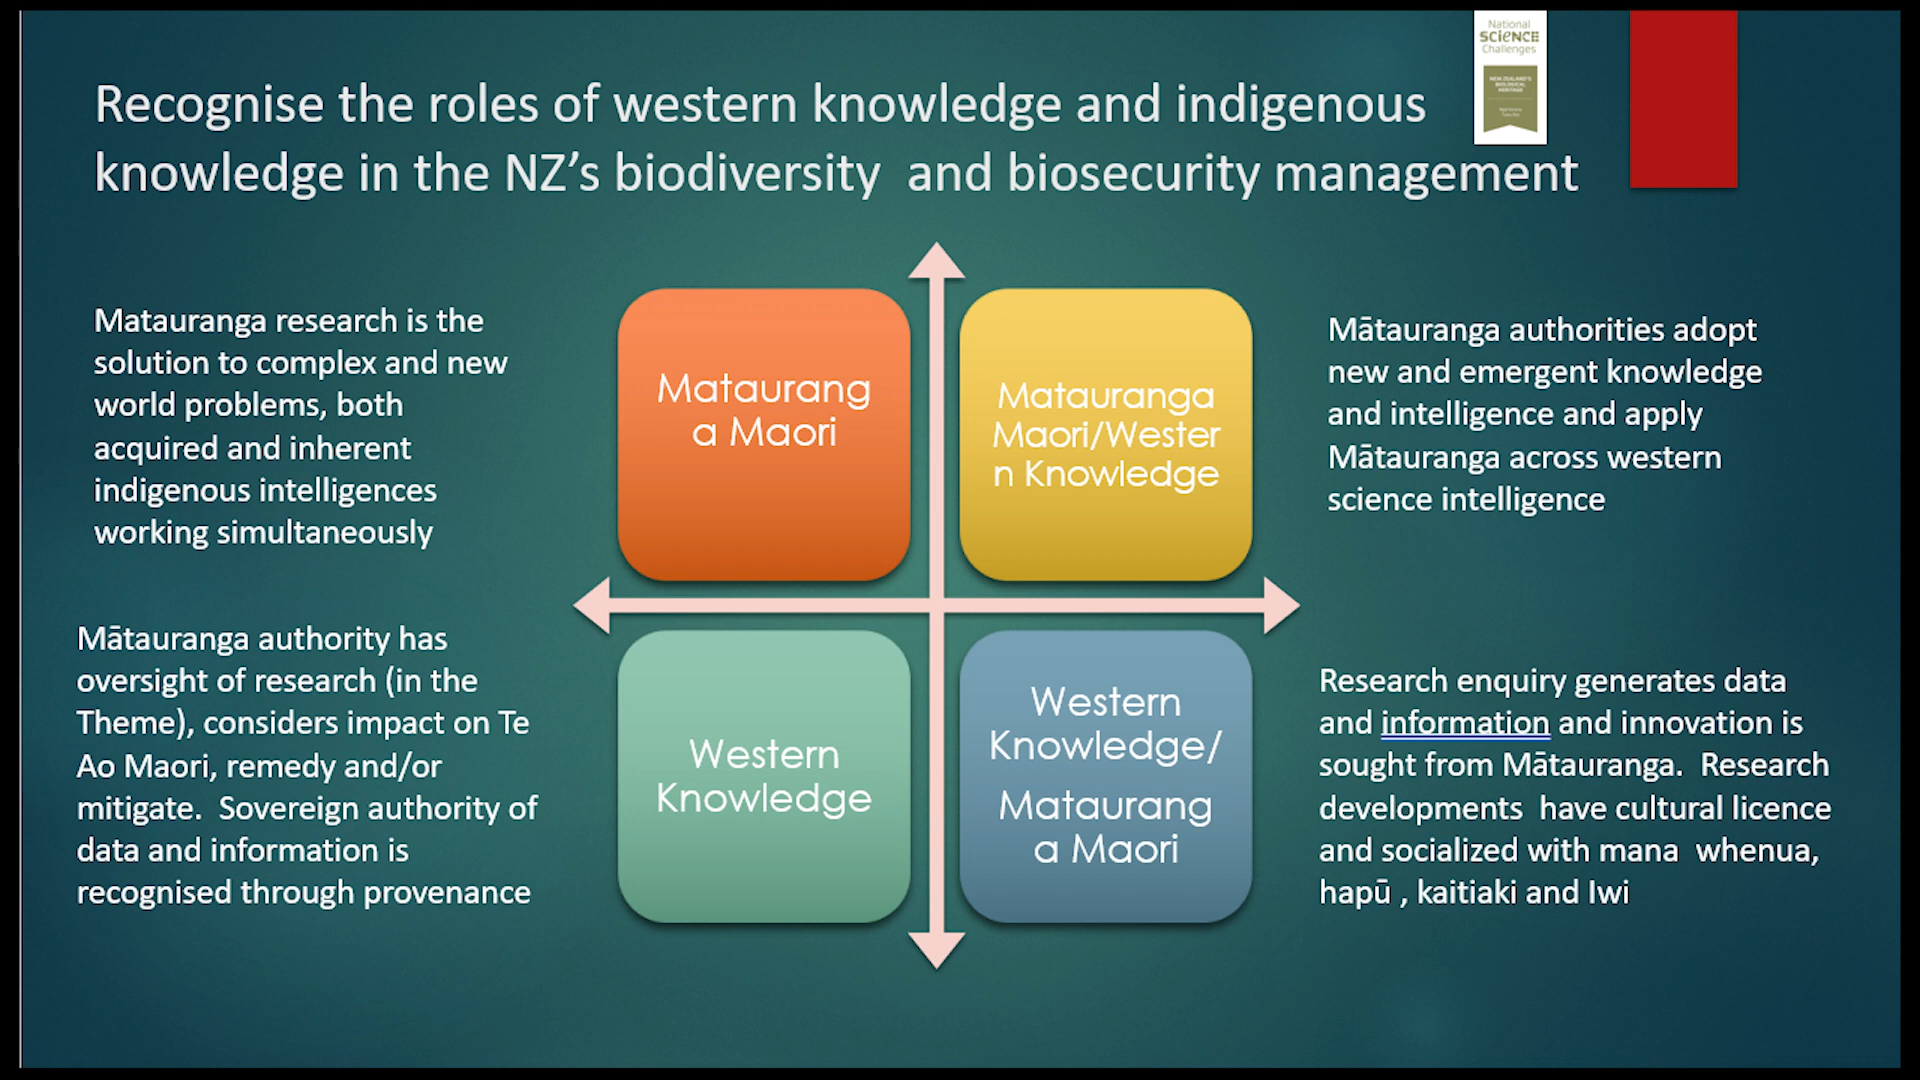 National
SCIENCE
Challenges
NEW ZEALAND'S
BIOLOGICAL
HERITAGE
Recognise the roles of western knowledge and indigenous
knowledge in the NZ's biodiversity  and biosecurity management
Matauranga research is the
solution to complex and new
world problems, both
acquired and inherent
indigenous intelligences
working simultaneously
Mataurang
a Maori
Matauranga
Maori/Wester
n Knowledge
Mātauranga authorities adopt
new and emergent knowledge
and intelligence and apply
Mātauranga across western
science intelligence
Mātauranga authority has
oversight of research (in the
Theme), considers impact on Te
Ao Maori, remedy and/or
mitigate.  Sovereign authority of
data and information is
recognised through provenance
Western
Knowledge
Western
Knowledge/
Mataurang
a Maori
Research enquiry generates data
and information and innovation is
sought from Mātauranga.  Research
developments  have cultural licence
and socialized with mana  whenua,
hapū , kaitiaki and Iwi